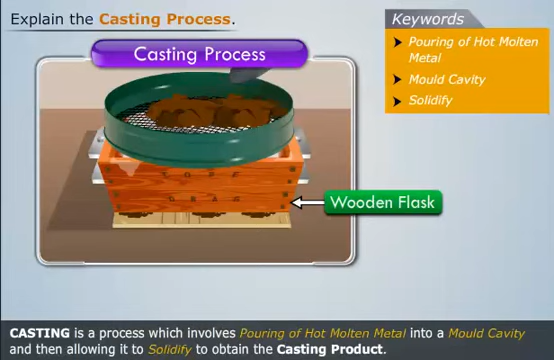 Explain the Casting Process.
Keywords
Pouring of Hot Molten
Metal
Mould Cavity
Solidify
Casting Process
COPE
DRAG
Wooden Flask
CASTING is a process which involves Pouring of Hot Molten Metal into a Mould Cavity
and then allowing it to Solidify to obtain the Casting Product.